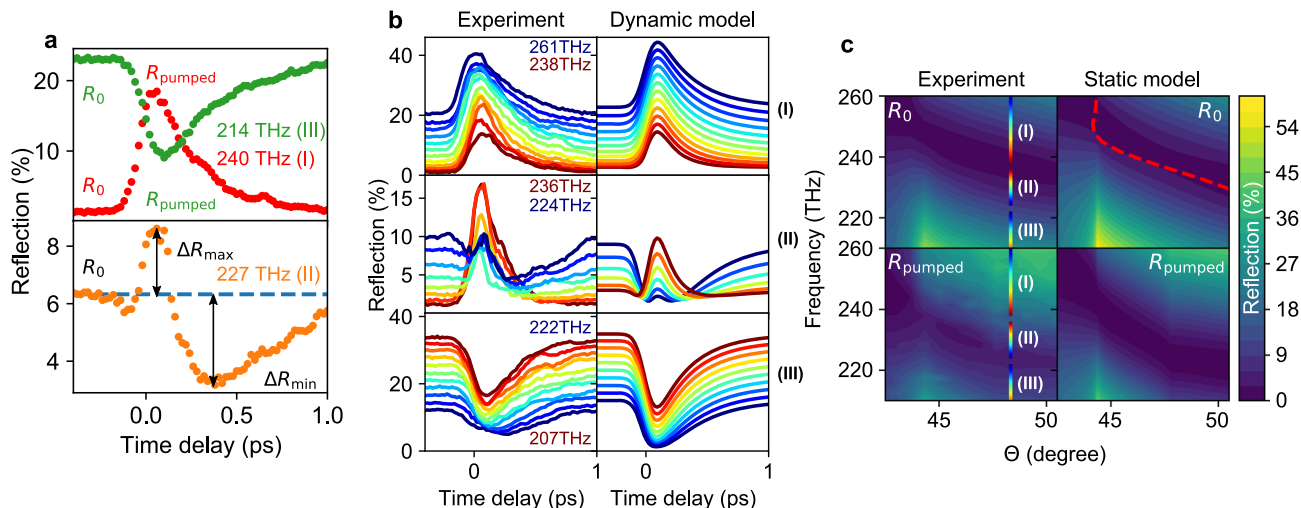 a
20
10
Reflection (%)
R0
Rpumped
214 THz (III)
240 THz (I)
R0
Rpumped
8
6
4
R0
ΔRmax
227 THz (II)
ΔRmin
0.0
0.5
1.0
Time delay (ps)
b
Experiment
Dynamic model
40
20
0
261THz
238THz
(I)
Reflection (%)
15
10
5
236THz
224THz
(II)
40
20
0
222THz
207THz
(III)
0
1
0
1
Time delay (ps)
Time delay (ps)
c
Experiment
Static model
Frequency (THz)
260
240
220
R0
(I)
(II)
(III)
R0
260
240
220
Rpumped
(I)
(II)
(III)
Rpumped
45
50
45
50
Θ (degree)
Reflection (%)
54
45
36
27
18
9
0